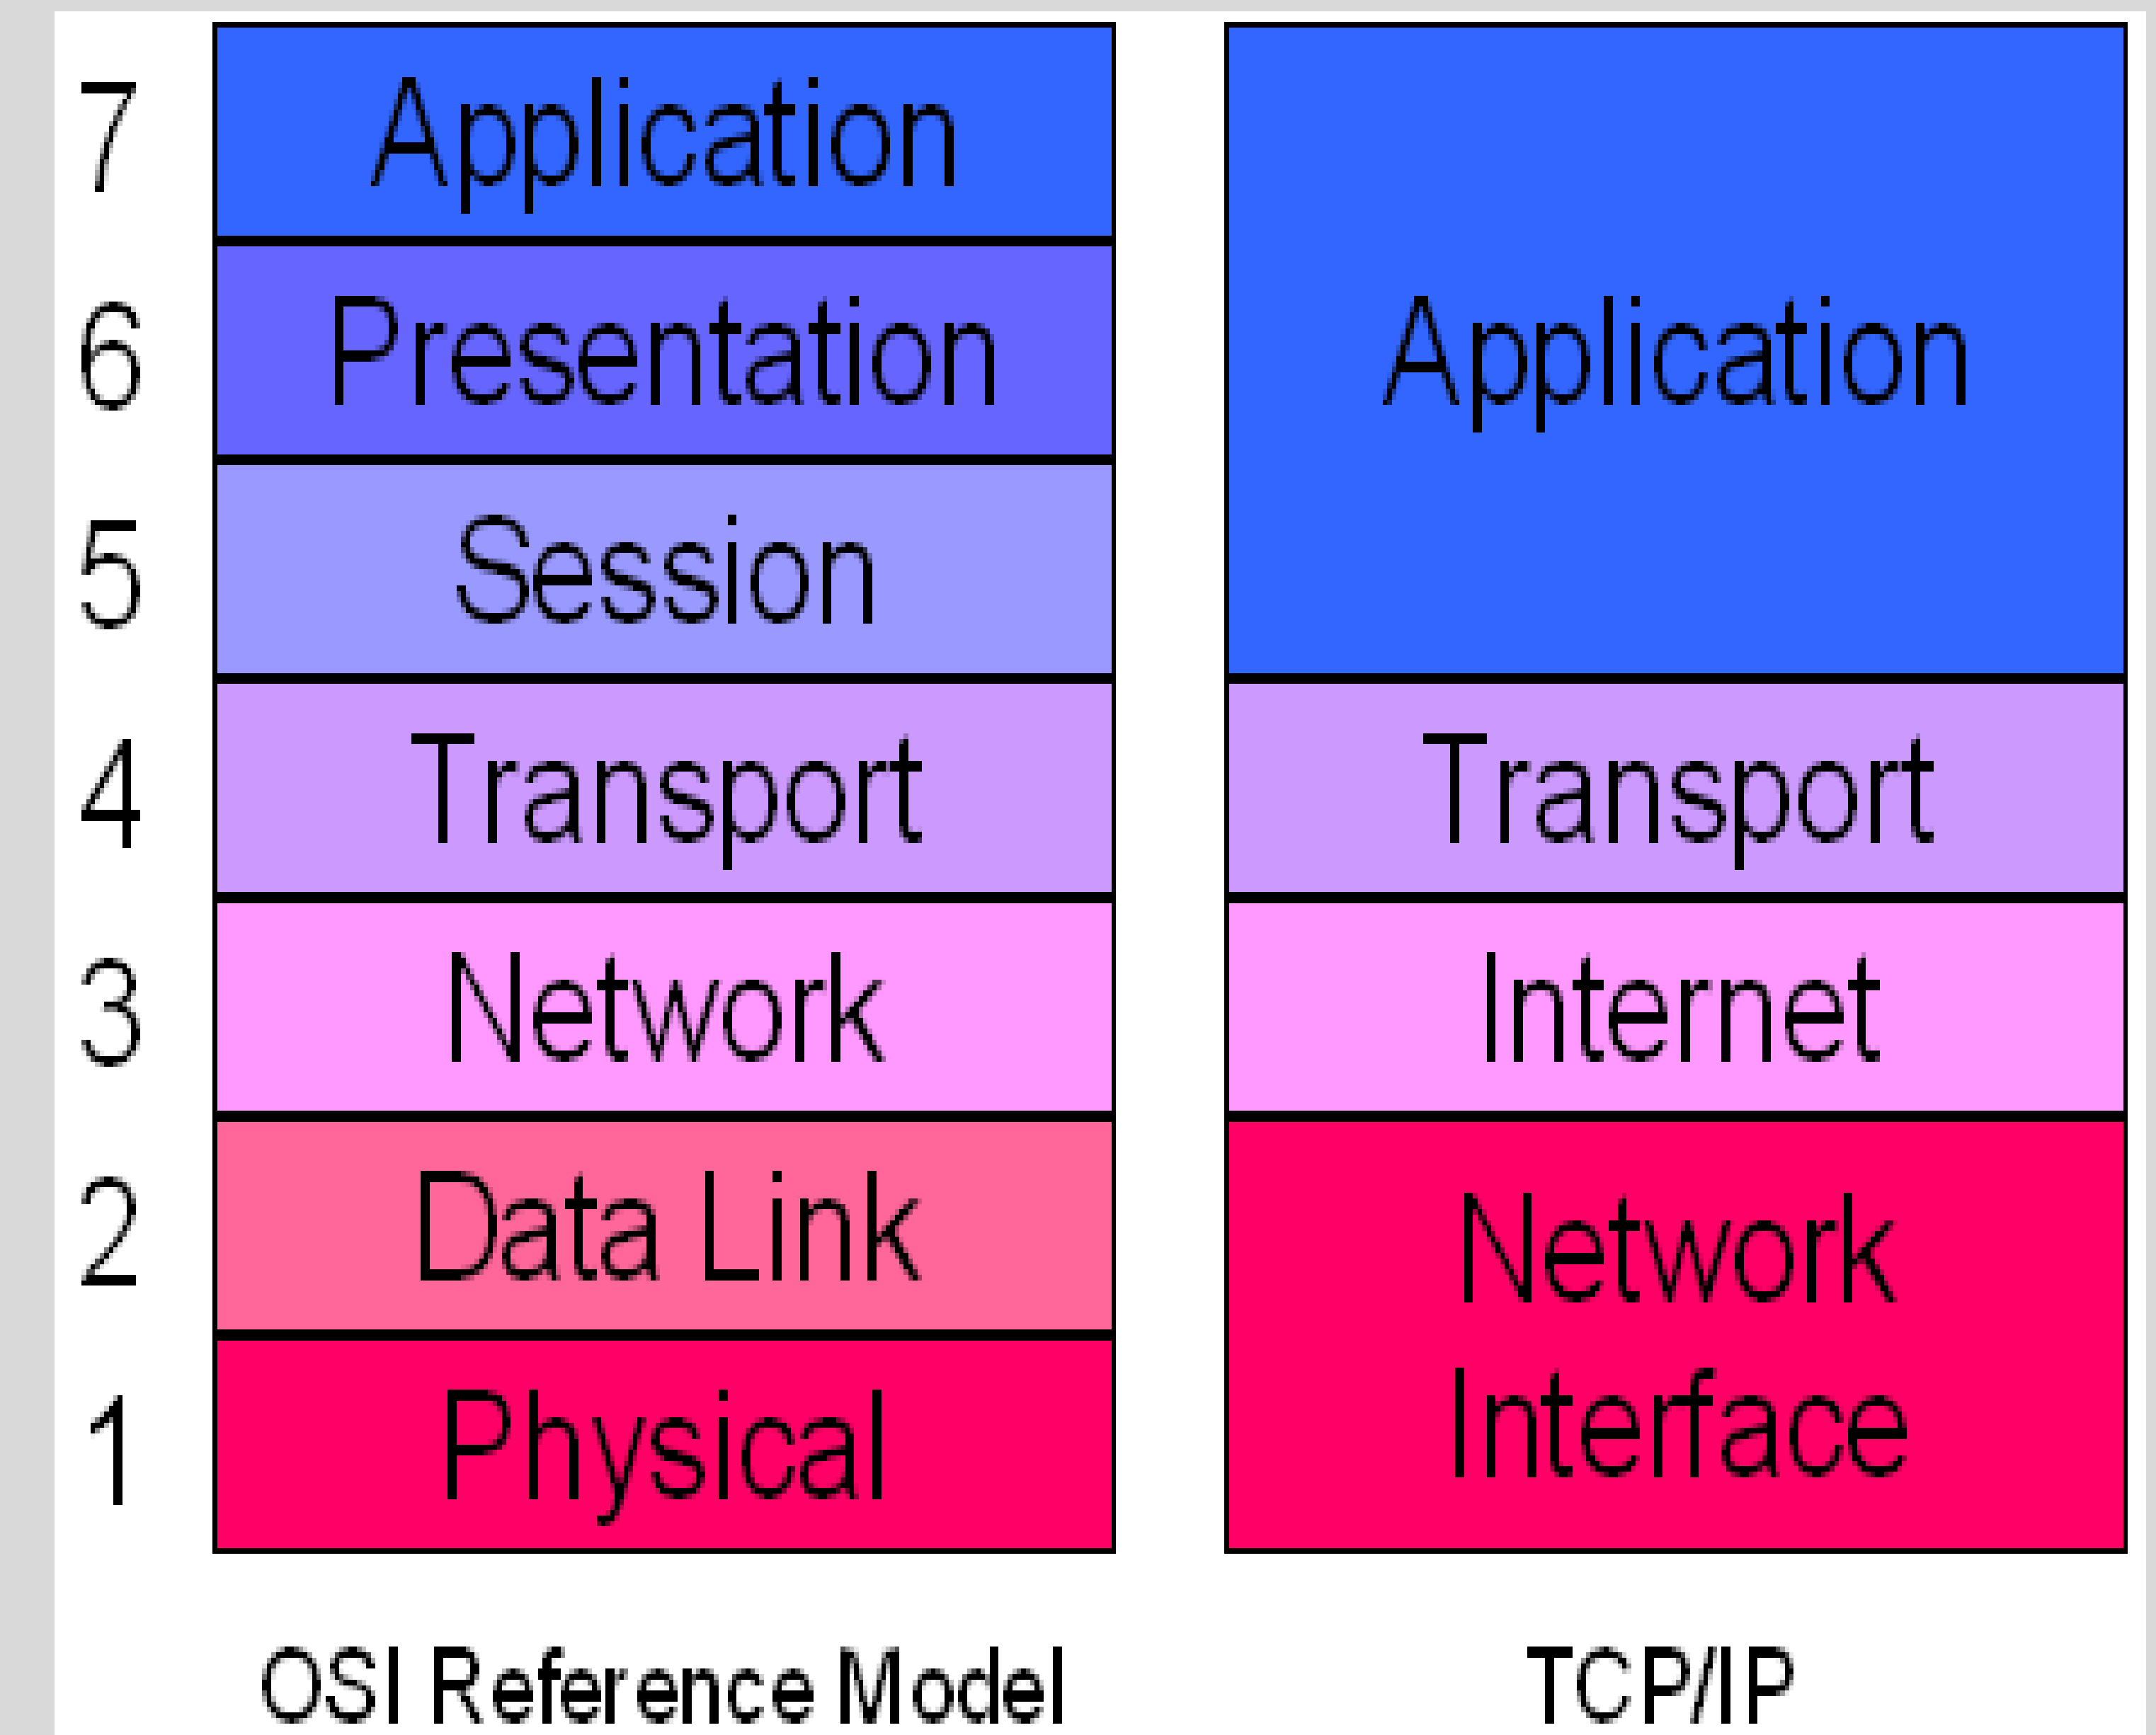 7 Application
6 Presentation Application
5 Session
4 Transport Transport
3 Network Internet
2 Data Link Network
1 Physical Interface
OSI Reference Model TCP/IP